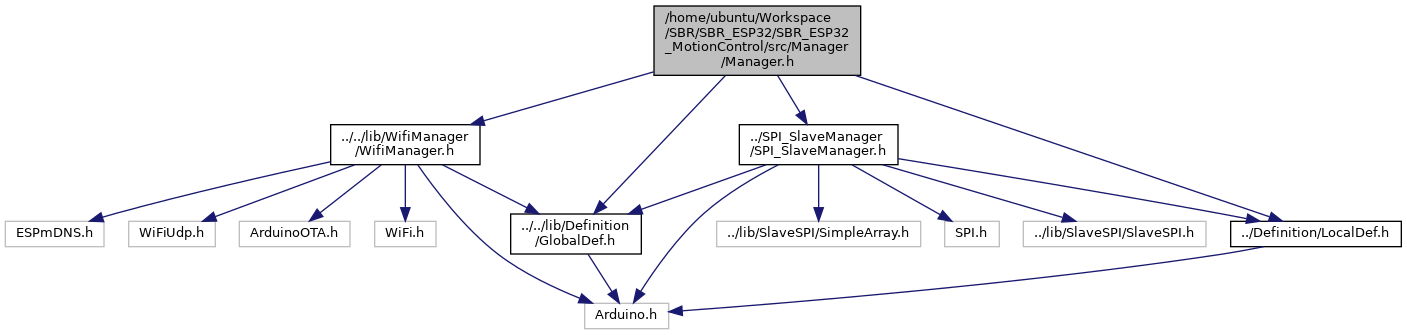 /home/ubuntu/Workspace
/SBR/SBR_ESP32/SBR_ESP32
_MotionControl/src/Manager
/Manager.h
../../lib/WifiManager
/WifiManager.h
../SPI_SlaveManager
/SPI_SlaveManager.h
ESPmDNS.h
WiFiUdp.h
ArduinoOTA.h
WiFi.h
../../lib/Definition
/GlobalDef.h
../lib/SlaveSPI/SimpleArray.h
SPI.h
../lib/SlaveSPI/SlaveSPI.h
../Definition/LocalDef.h
Arduino.h